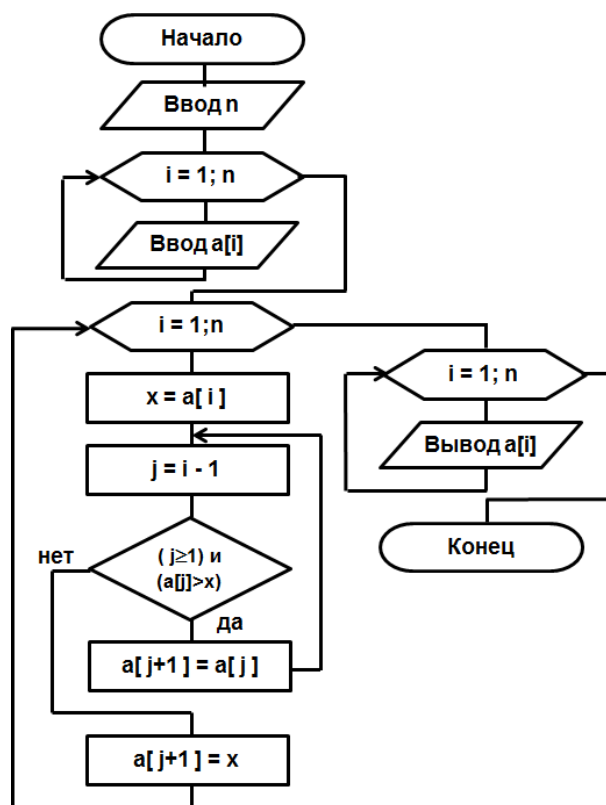 Начало
Ввод n
i = 1; n
Ввод a[i]
i = 1;n
x = a[ i ]
j = i - 1
( j≥1) и
(a[j]>x)
нет
да
a[ j+1 ] = a[ j ]
a[ j+1 ] = x
i = 1; n
Вывод a[i]
Конец